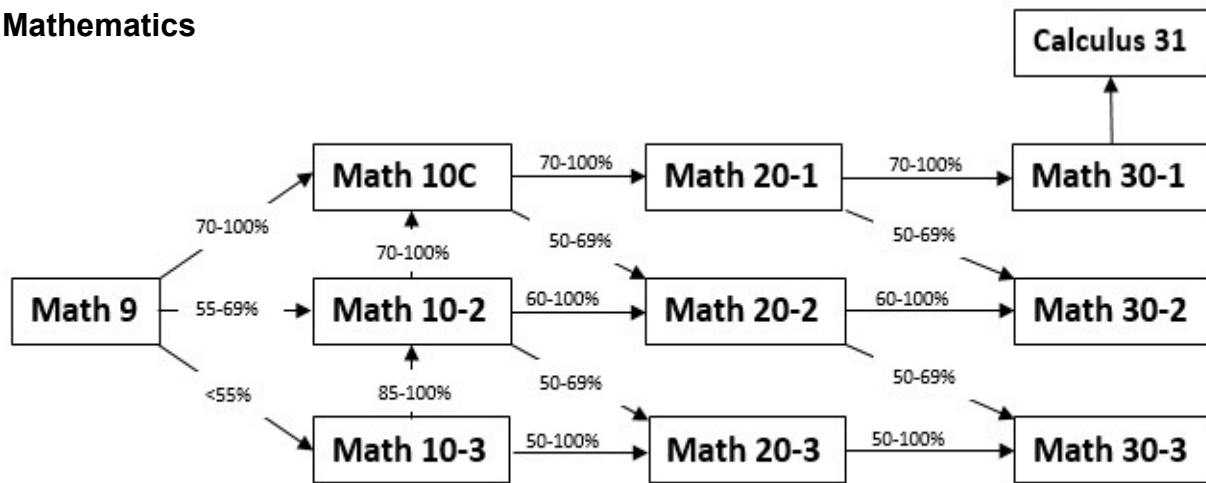 Mathematics
Calculus 31
Math 10C
70-100%
Math 20-1
70-100%
Math 30-1
70-100%
70-100%
50-69%
50-69%
Math 9
55-69%
Math 10-2
60-100%
Math 20-2
60-100%
Math 30-2
<55%
85-100%
50-69%
50-69%
Math 10-3
50-100%
Math 20-3
50-100%
Math 30-3